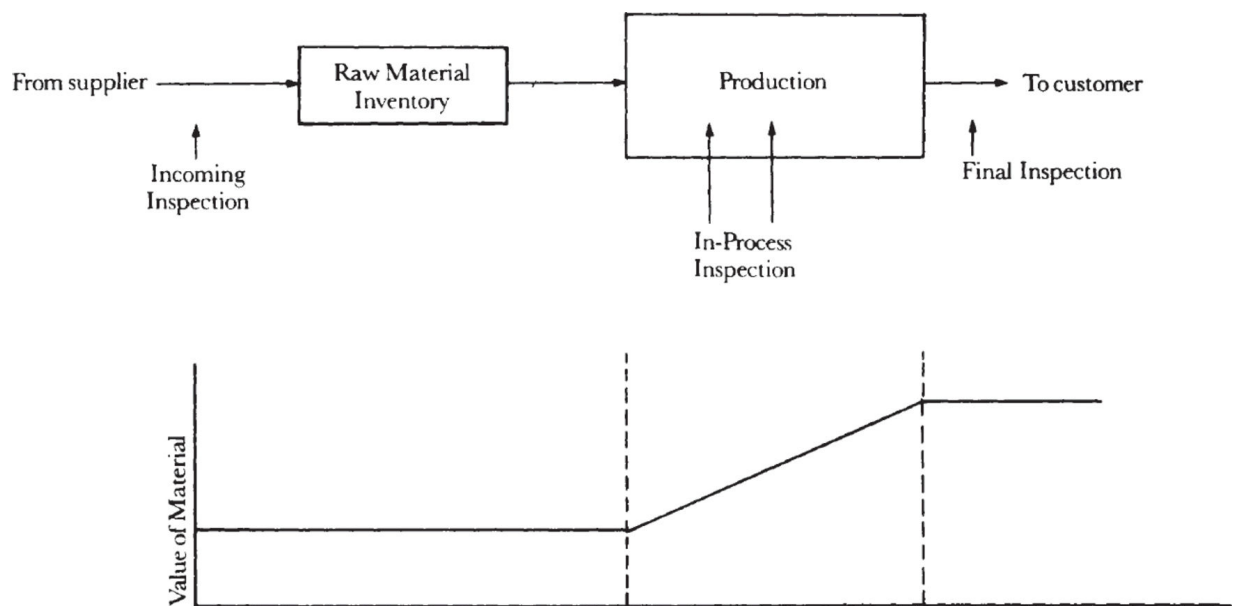 From supplier
Raw Material
Inventory
Production
To customer
Incoming
Inspection
In-Process
Inspection
Final Inspection
Value of Material